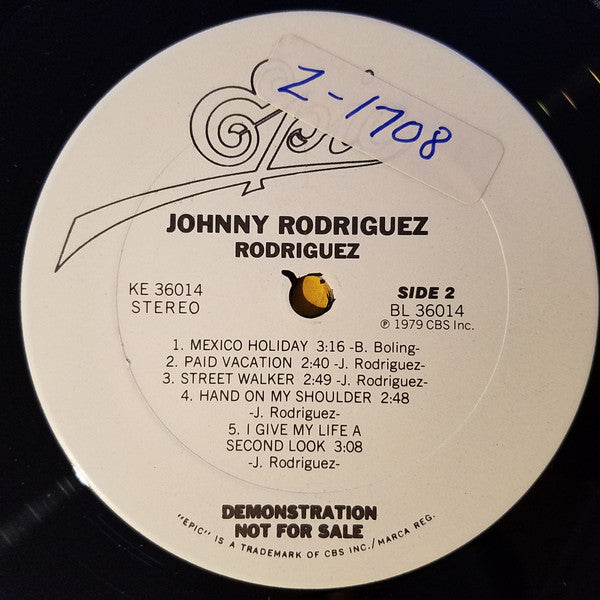 Epic
Z-1708
JOHNNY RODRIGUEZ
RODRIGUEZ
KE 36014
STEREO
SIDE 2
BL 36014
℗ 1979 CBS Inc.
1. MEXICO HOLIDAY 3:16 -B. Boling-
2. PAID VACATION 2:40 -J. Rodriguez-
3. STREET WALKER 2:49 -J. Rodriguez-
4. HAND ON MY SHOULDER 2:48
-J. Rodriguez-
5. I GIVE MY LIFE A
SECOND LOOK 3:08
-J. Rodriguez-
DEMONSTRATION
NOT FOR SALE
"EPIC" IS A TRADEMARK OF CBS INC./MARCA REG.